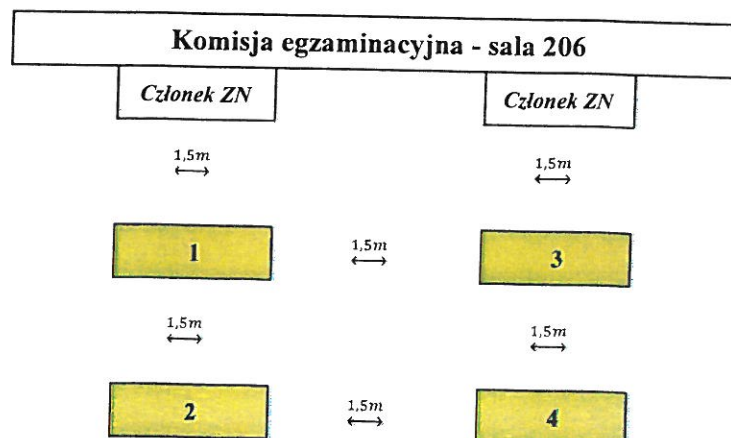 Komisja egzaminacyjna - sala 206
Członek ZN Członek ZN
1,5m 1,5m
1 1,5m 3
1,5m 1,5m
2 1,5m 4